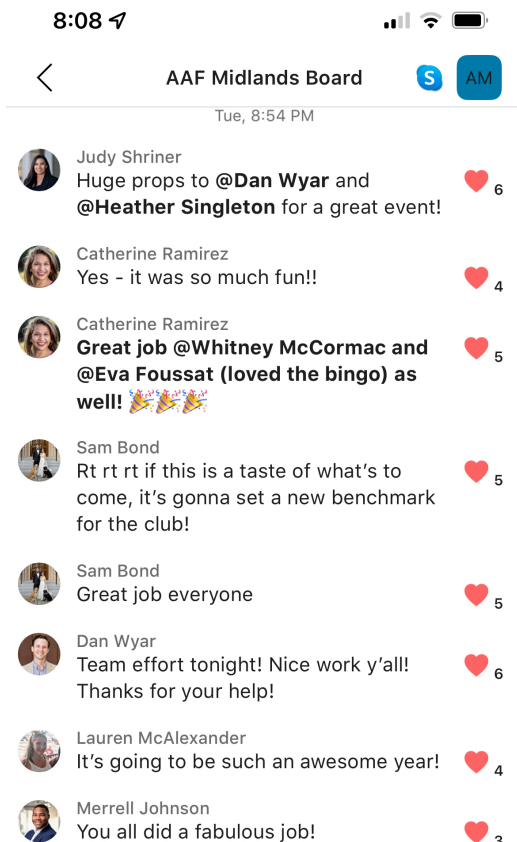 8:08
AAF Midlands Board
S
AM
Tue, 8:54 PM
Judy Shriner
Huge props to @Dan Wyar and
@Heather Singleton for a great event!
6
Catherine Ramirez
Yes - it was so much fun!!
4
Catherine Ramirez
Great job @Whitney McCormac and
@Eva Foussat (loved the bingo) as
well! 🎉🎉🎉
5
Sam Bond
Rt rt rt if this is a taste of what’s to
come, it’s gonna set a new benchmark
for the club!
5
Sam Bond
Great job everyone
5
Dan Wyar
Team effort tonight! Nice work y’all!
Thanks for your help!
6
Lauren McAlexander
It’s going to be such an awesome year!
4
Merrell Johnson
You all did a fabulous job!
3